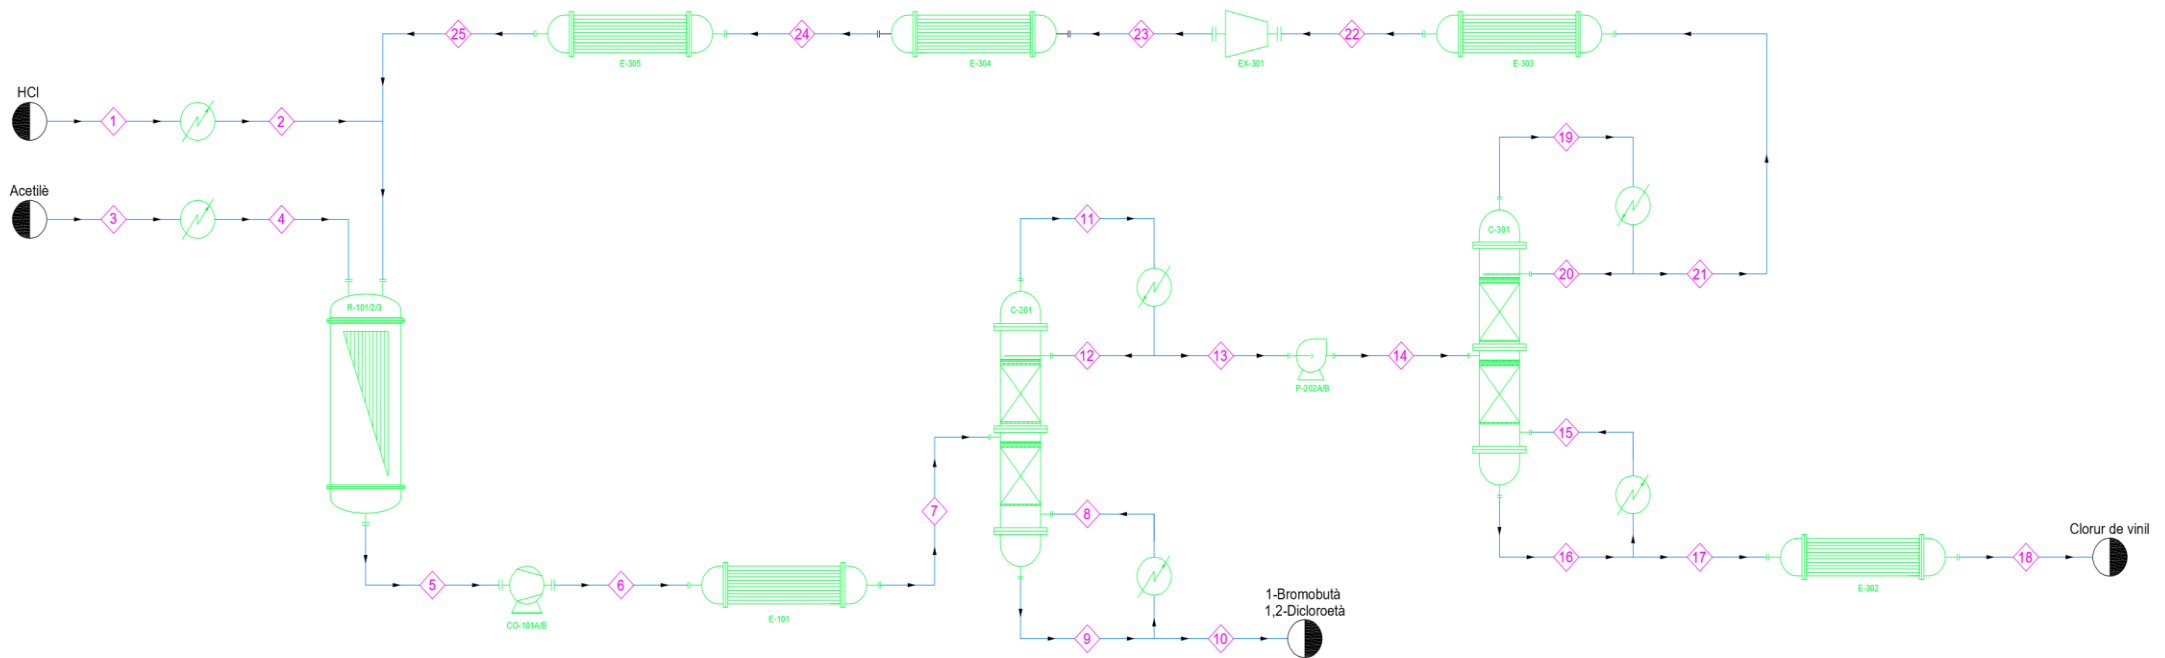 25
E-305
24
E-304
23
EX-301
22
E-303
HCl
1
2
19
Acetilè
3
4
11
C-301
20
21
R-101/2/3
C-201
12
13
P-202A/B
14
15
7
8
Clorur de vinil
16
17
18
E-302
5
CO-101A/B
6
E-101
1-Bromobutà
1,2-Dicloroetà
9
10